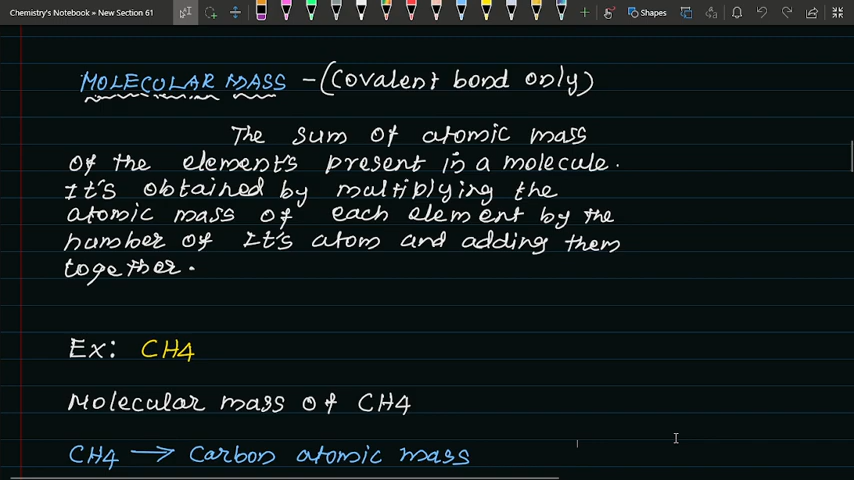 Chemistry's Notebook » New Section 61
Shapes
MOLECULAR MASS - (Covalent bond only)
The sum of atomic mass
of the element's present in a molecule.
It's obtained by multiplying the
atomic mass of each element by the
number of It's atom and adding them
together.
Ex: CH4
Molecular mass of CH4
CH4 → Carbon atomic mass